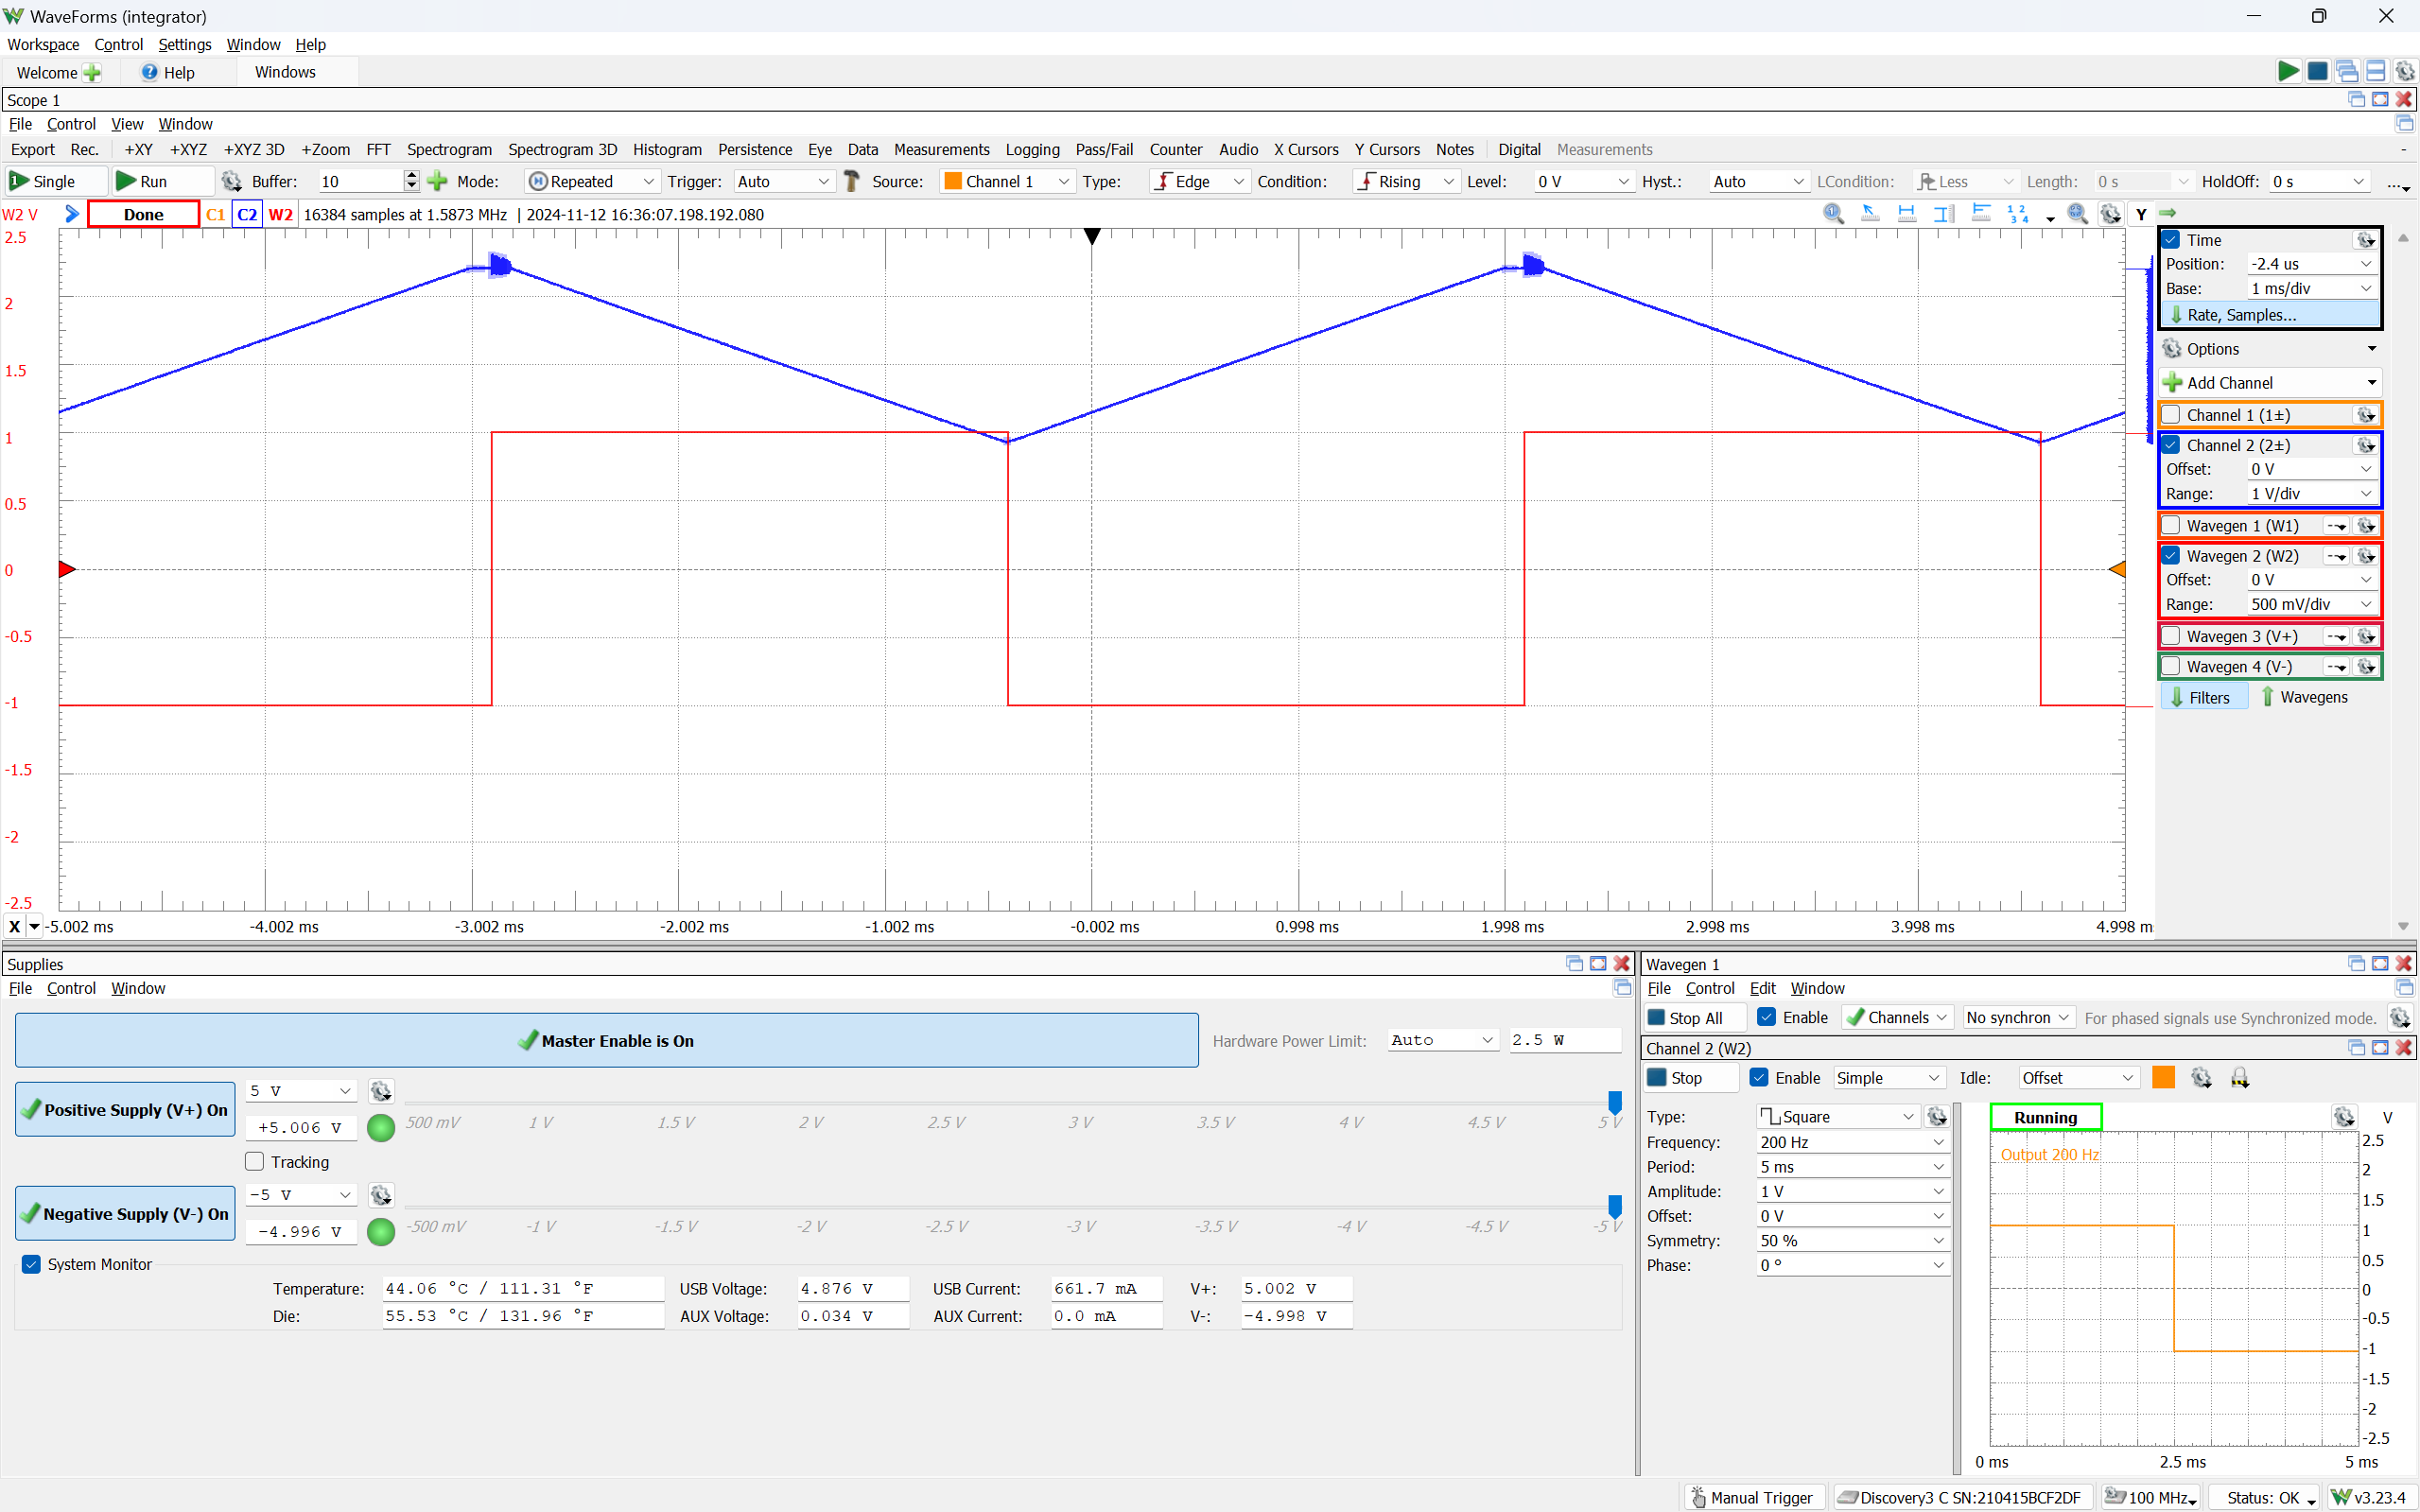 WaveForms (integrator)
Workspace Control Settings Window Help
Welcome Help Windows
Scope 1
File Control View Window
Export Rec. +XY +XYZ +XYZ 3D +Zoom FFT Spectrogram Spectrogram 3D Histogram Persistence Eye Data Measurements Logging Pass/Fail Counter Audio X Cursors Y Cursors Notes Digital Measurements
Single Run Buffer: 10 Mode: Repeated Trigger: Auto Source: Channel 1 Type: Edge Condition: Rising Level: 0 V Hyst.: Auto LCondition: Less Length: 0 s HoldOff: 0 s ...
W2 V Done C1 C2 W2 16384 samples at 1.5873 MHz | 2024-11-12 16:36:07.198.192.080 Y
2.5
2
1.5
1
0.5
0
-0.5
-1
-1.5
-2
-2.5
X -5.002 ms -4.002 ms -3.002 ms -2.002 ms -1.002 ms -0.002 ms 0.998 ms 1.998 ms 2.998 ms 3.998 ms 4.998 m
Time
Position: -2.4 us
Base: 1 ms/div
Rate, Samples...
Options
Add Channel
Channel 1 (1±)
Channel 2 (2±)
Offset: 0 V
Range: 1 V/div
Wavegen 1 (W1)
Wavegen 2 (W2)
Offset: 0 V
Range: 500 mV/div
Wavegen 3 (V+)
Wavegen 4 (V-)
Filters Wavegens
Supplies
File Control Window
Master Enable is On Hardware Power Limit: Auto 2.5 W
Positive Supply (V+) On 5 V
+5.006 V 500 mV 1 V 1.5 V 2 V 2.5 V 3 V 3.5 V 4 V 4.5 V 5 V
Tracking
Negative Supply (V-) On -5 V
-4.996 V -500 mV -1 V -1.5 V -2 V -2.5 V -3 V -3.5 V -4 V -4.5 V -5 V
System Monitor
Temperature: 44.06 °C / 111.31 °F USB Voltage: 4.876 V USB Current: 661.7 mA V+: 5.002 V
Die: 55.53 °C / 131.96 °F AUX Voltage: 0.034 V AUX Current: 0.0 mA V-: -4.998 V
Wavegen 1
File Control Edit Window
Stop All Enable Channels No synchron For phased signals use Synchronized mode.
Channel 2 (W2)
Stop Enable Simple Idle: Offset
Type: Square
Frequency: 200 Hz
Period: 5 ms
Amplitude: 1 V
Offset: 0 V
Symmetry: 50 %
Phase: 0 °
Running V
Output 200 Hz
2.5
2
1.5
1
0.5
0
-0.5
-1
-1.5
-2
-2.5
0 ms 2.5 ms 5 ms
Manual Trigger Discovery3 C SN:210415BCF2DF 100 MHz Status: OK v3.23.4